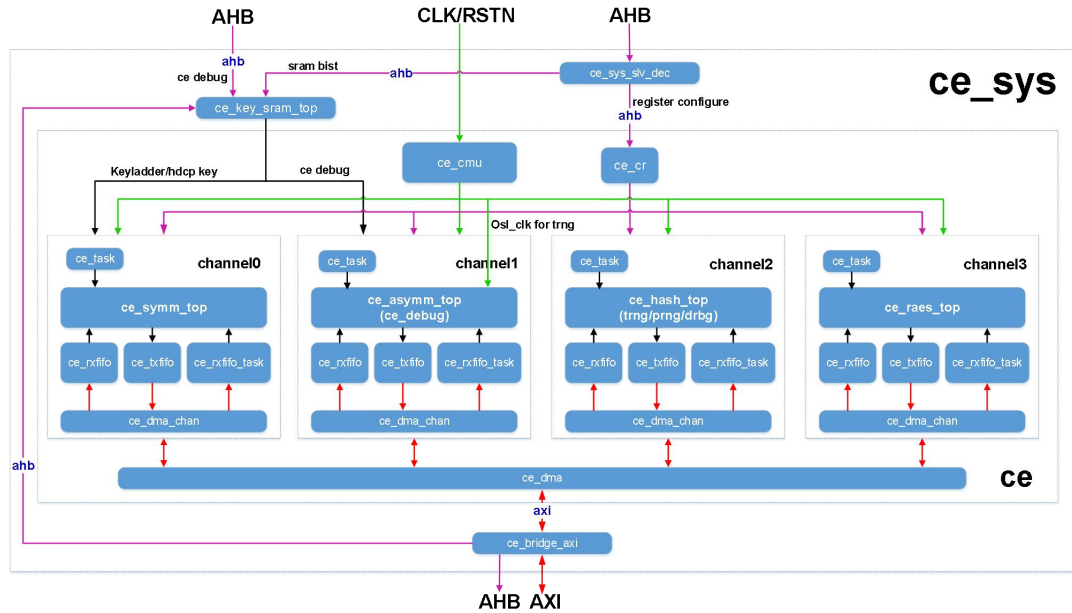 AHB
CLK/RSTN
AHB
ahb
ce debug
sram bist
ahb
ce_sys_slv_dec
ce_sys
ce_key_sram_top
register configure
ahb
ce_cmu
ce_cr
Keyladder/hdcp key
ce debug
Osl_clk for trng
ce_task
channel0
ce_task
channel1
ce_task
channel2
ce_task
channel3
ce_symm_top
ce_asymm_top
(ce_debug)
ce_hash_top
(trng/prng/drbg)
ce_raes_top
ce_rxfifo
ce_txfifo
ce_rxfifo_task
ce_rxfifo
ce_txfifo
ce_rxfifo_task
ce_rxfifo
ce_txfifo
ce_rxfifo_task
ce_rxfifo
ce_txfifo
ce_rxfifo_task
ce_dma_chan
ce_dma_chan
ce_dma_chan
ce_dma_chan
ahb
ce_dma
ce
axi
ce_bridge_axi
AHB
AXI